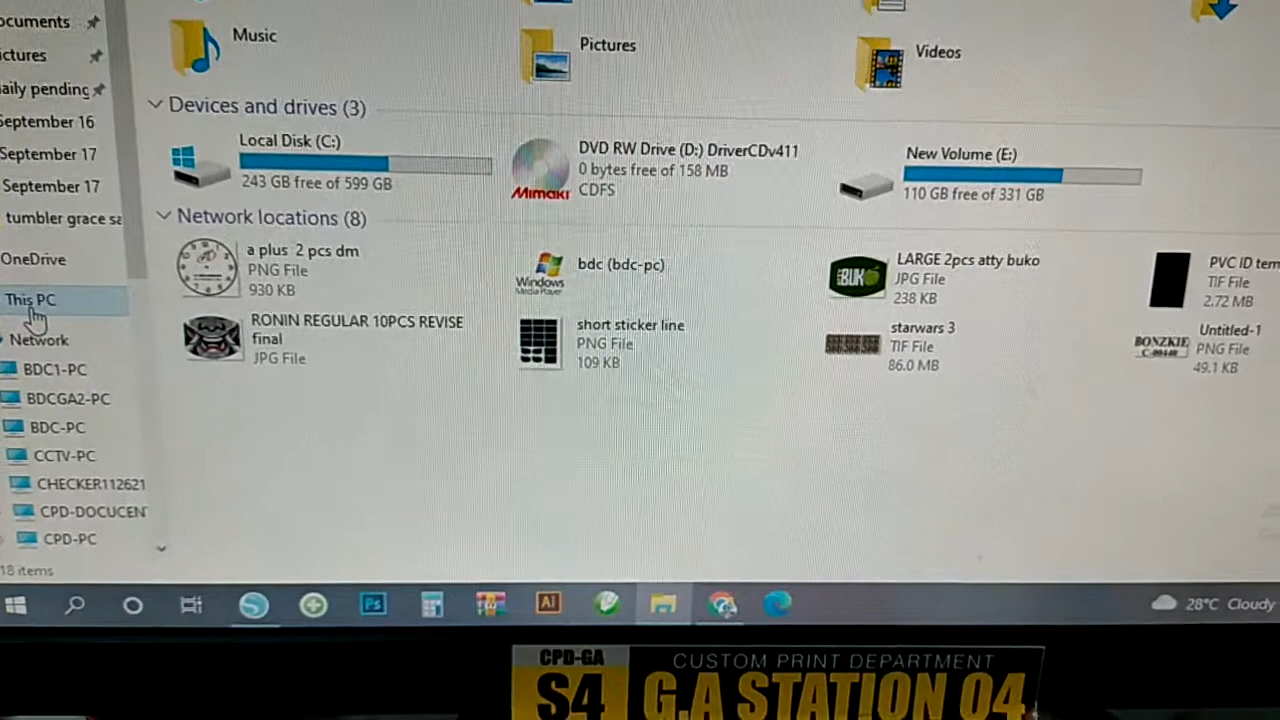 ocuments
ictures
aily pending
September 16
September 17
September 17
tumbler grace sa
OneDrive
This PC
Network
BDC1-PC
BDCGA2-PC
BDC-PC
CCTV-PC
CHECKER112621
CPD-DOCUCEN
CPD-PC
18 items
Music
Pictures
Videos
Devices and drives (3)
Local Disk (C:)
243 GB free of 599 GB
DVD RW Drive (D:) DriverCDv411
0 bytes free of 158 MB
CDFS
Mimaki
New Volume (E:)
110 GB free of 331 GB
Network locations (8)
a plus 2 pcs dm
PNG File
930 KB
bdc (bdc-pc)
Windows
Media Player
BUK
LARGE 2pcs atty buko
JPG File
238 KB
PVC ID tem
TIF File
2.72 MB
RONIN REGULAR 10PCS REVISE
final
JPG File
short sticker line
PNG File
109 KB
starwars 3
TIF File
86.0 MB
BONZKIE
Untitled-1
PNG File
49.1 KB
Ps
Ai
28°C Cloudy
CPD-GA
S4
CUSTOM PRINT DEPARTMENT
G.A STATION 04